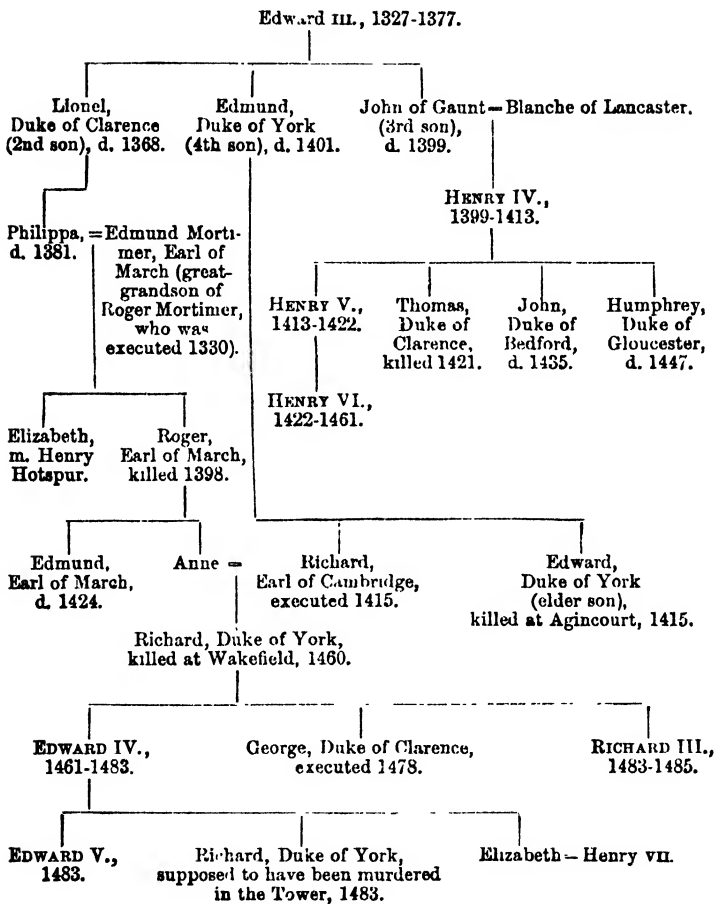 Edward III., 1327-1377.
Lionel,
Duke of Clarence
(2nd son), d. 1368.
Edmund,
Duke of York
(4th son), d. 1401.
John of Gaunt=Blanche of Lancaster.
(3rd son),
d. 1399.
HENRY IV.,
1399-1413.
Philippa, =Edmund Morti-
d. 1381. mer, Earl of
March (great-
grandson of
Roger Mortimer,
who was
executed 1330).
HENRY V.,
1413-1422.
Thomas,
Duke of
Clarence,
killed 1421.
John,
Duke of
Bedford,
d. 1435.
Humphrey,
Duke of
Gloucester,
d. 1447.
HENRY VI.,
1422-1461.
Elizabeth,
m. Henry
Hotspur.
Roger,
Earl of March,
killed 1398.
Edmund,
Earl of March,
d. 1424.
Anne =
Richard,
Earl of Cambridge,
executed 1415.
Edward,
Duke of York
(elder son),
killed at Agincourt, 1415.
Richard, Duke of York,
killed at Wakefield, 1460.
EDWARD IV.,
1461-1483.
George, Duke of Clarence,
executed 1478.
RICHARD III.,
1483-1485.
EDWARD V.,
1483.
Richard, Duke of York,
supposed to have been murdered
in the Tower, 1483.
Elizabeth=Henry VII.